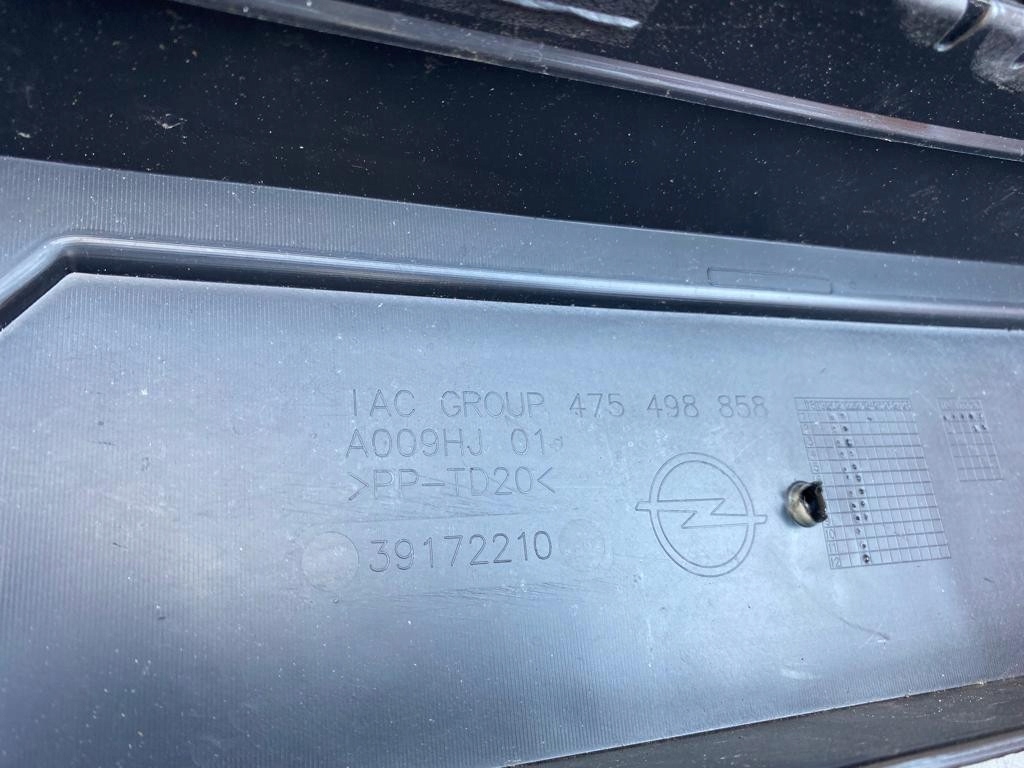 IAC GROUP 475 498 858
A009HJ 01
>PP-TD20<
39172210